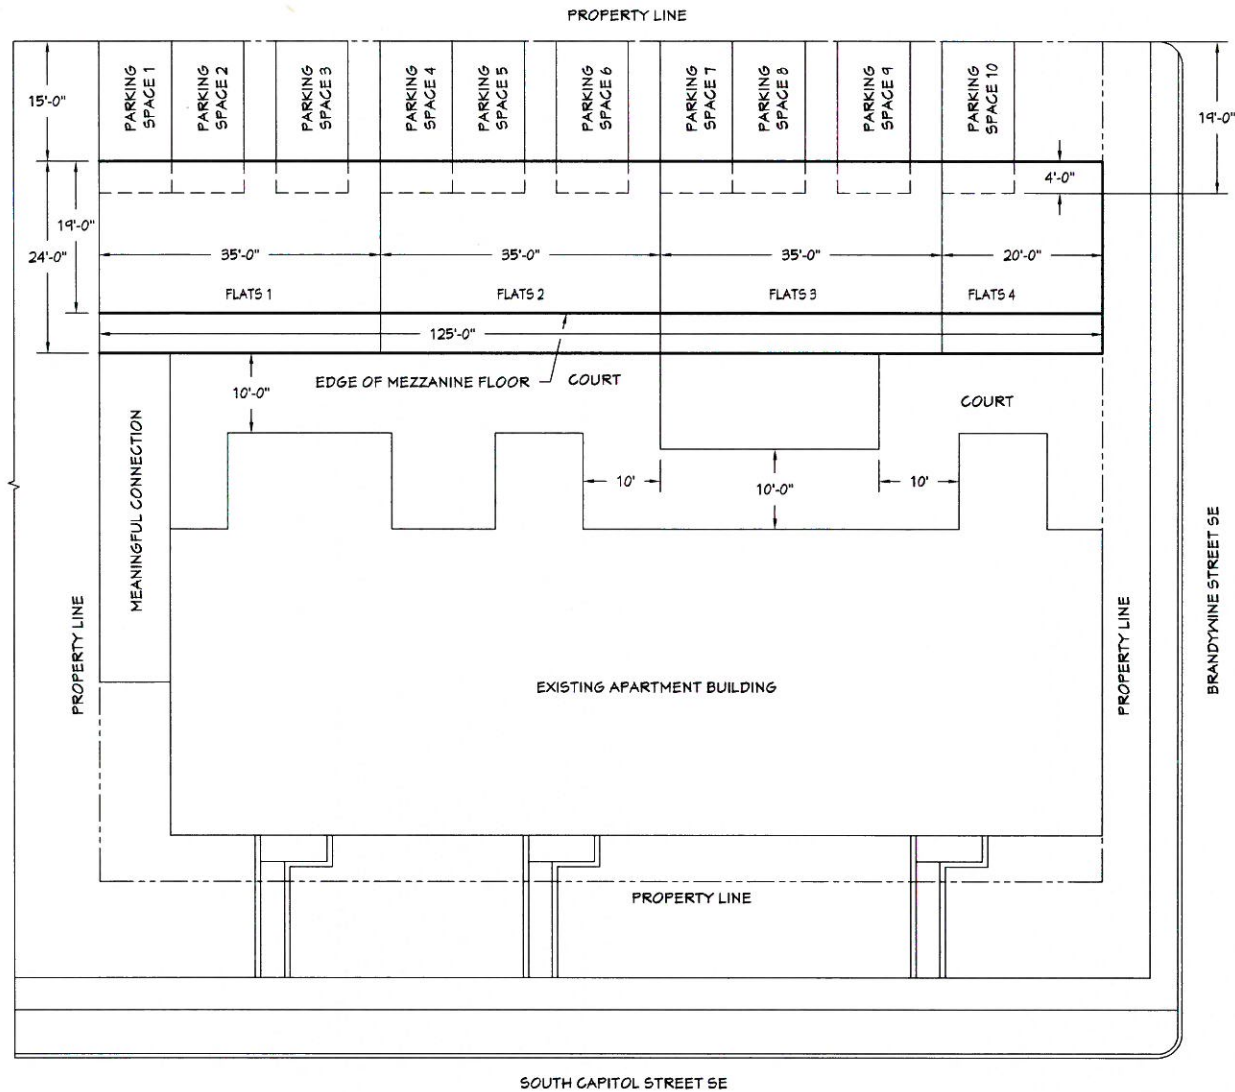 PROPERTY LINE
PARKING
SPACE 1
PARKING
SPACE 2
PARKING
SPACE 3
PARKING
SPACE 4
PARKING
SPACE 5
PARKING
SPACE 6
PARKING
SPACE 7
PARKING
SPACE 8
PARKING
SPACE 9
PARKING
SPACE 10
15'-0"
19'-0"
4'-0"
19'-0"
24'-0"
35'-0"
35'-0"
35'-0"
20'-0"
FLATS 1
FLATS 2
FLATS 3
FLATS 4
125'-0"
EDGE OF MEZZANINE FLOOR
COURT
10'-0"
COURT
MEANINGFUL CONNECTION
10'
10'-0"
10'
PROPERTY LINE
EXISTING APARTMENT BUILDING
PROPERTY LINE
BRANDYWINE STREET SE
PROPERTY LINE
SOUTH CAPITOL STREET SE